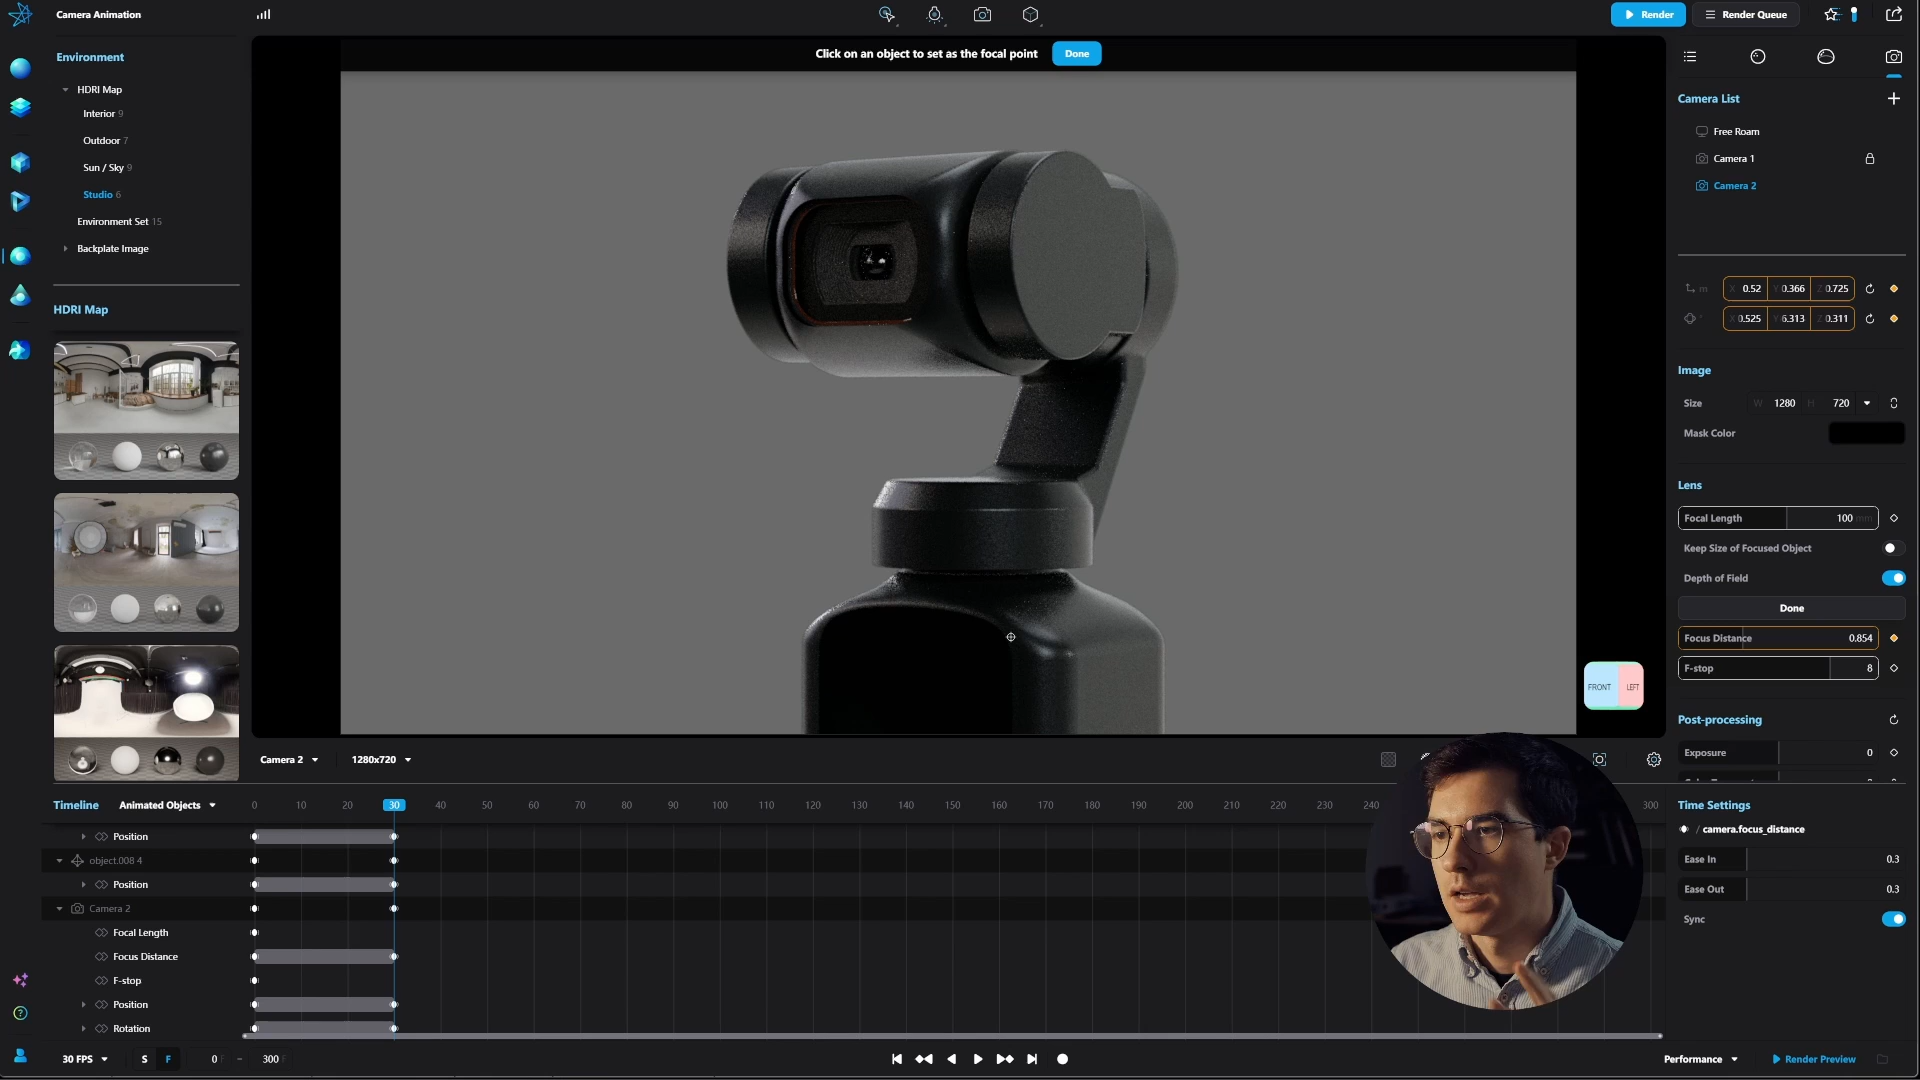 Camera Animation
Render
Render Queue
Environment
HDRI Map
Interior 9
Outdoor 7
Sun / Sky 9
Studio 6
Environment Set 15
Backplate Image
HDRI Map
Click on an object to set as the focal point
Done
FRONT
LEFT
Camera List
Free Roam
Camera 1
Camera 2
m X 0.52 Y 0.366 Z 0.725
X 0.525 Y 6.313 Z 0.311
Image
Size W 1280 H 720
Mask Color
Lens
Focal Length 100 mm
Keep Size of Focused Object
Depth of Field
Done
Focus Distance 0.854
F-stop 8
Post-processing
Exposure 0
Camera 2
1280x720
Timeline
Animated Objects
0 10 20 30 40 50 60 70 80 90 100 110 120 130 140 150 160 170 180 190 200 210 220 230 240 300
Position
object.008 4
Position
Camera 2
Focal Length
Focus Distance
F-stop
Position
Rotation
Time Settings
/ camera.focus_distance
Ease In 0.3
Ease Out 0.3
Sync
30 FPS
S F
0 F - 300 F
Performance
Render Preview